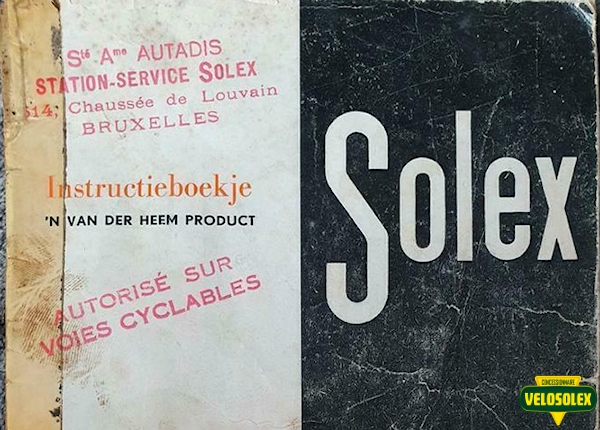 Sté Ame AUTADIS
STATION-SERVICE SOLEX
514, Chaussée de Louvain
BRUXELLES
Instructieboekje
'N VAN DER HEEM PRODUCT
AUTORISÉ SUR
VOIES CYCLABLES
Solex
CONCESSIONNAIRE
VELOSOLEX